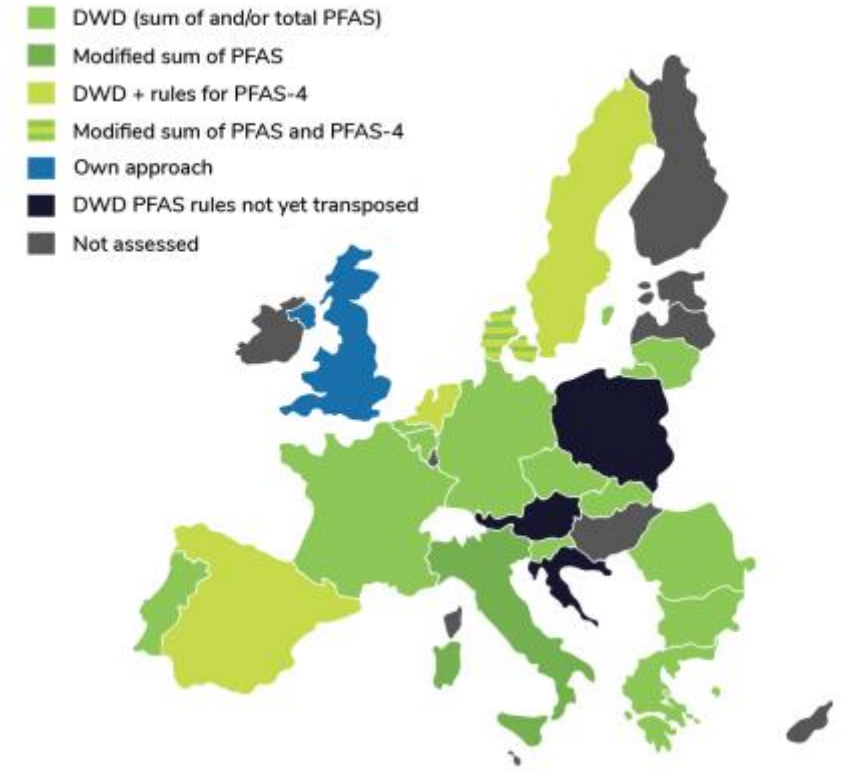 DWD (sum of and/or total PFAS)
Modified sum of PFAS
DWD + rules for PFAS-4
Modified sum of PFAS and PFAS-4
Own approach
DWD PFAS rules not yet transposed
Not assessed